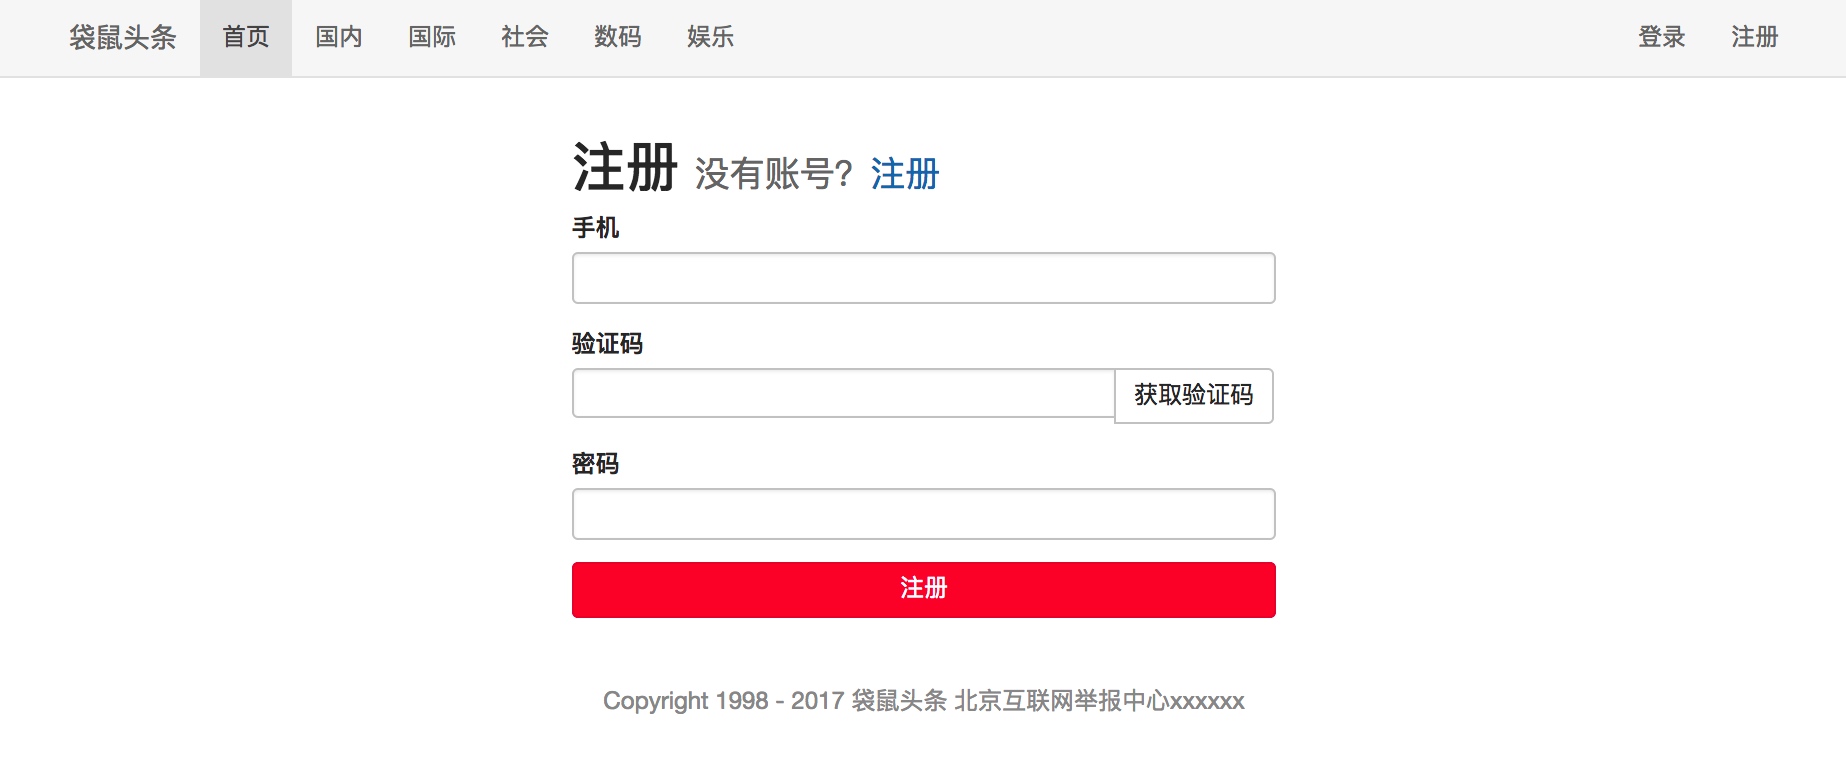 袋鼠头条 首页 国内 国际 社会 数码 娱乐 登录 注册
注册 没有账号? 注册
手机
验证码
获取验证码
密码
注册
Copyright 1998 - 2017 袋鼠头条 北京互联网举报中心xxxxxx